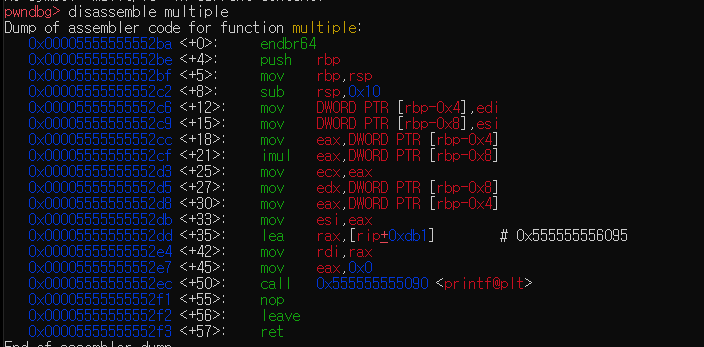 pwndbg> disassemble multiple
Dump of assembler code for function multiple:
0x00005555555552ba <+0>: endbr64
0x00005555555552be <+4>: push rbp
0x00005555555552bf <+5>: mov rbp,rsp
0x00005555555552c2 <+8>: sub rsp,0x10
0x00005555555552c6 <+12>: mov DWORD PTR [rbp-0x4],edi
0x00005555555552c9 <+15>: mov DWORD PTR [rbp-0x8],esi
0x00005555555552cc <+18>: mov eax,DWORD PTR [rbp-0x4]
0x00005555555552cf <+21>: imul eax,DWORD PTR [rbp-0x8]
0x00005555555552d3 <+25>: mov ecx,eax
0x00005555555552d5 <+27>: mov edx,DWORD PTR [rbp-0x8]
0x00005555555552d8 <+30>: mov eax,DWORD PTR [rbp-0x4]
0x00005555555552db <+33>: mov esi,eax
0x00005555555552dd <+35>: lea rax,[rip+0xdb1] # 0x555555556095
0x00005555555552e4 <+42>: mov rdi,rax
0x00005555555552e7 <+45>: mov eax,0x0
0x00005555555552ec <+50>: call 0x555555555090 <printf@plt>
0x00005555555552f1 <+55>: nop
0x00005555555552f2 <+56>: leave
0x00005555555552f3 <+57>: ret
End of assembler dump